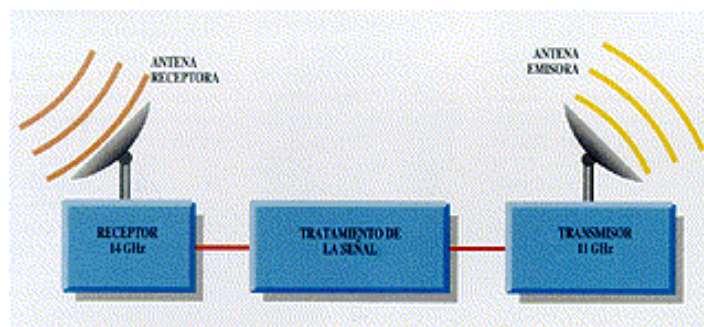 ANTENA
RECEPTORA
ANTENA
EMISORA
RECEPTOR
14 GHz
TRATAMIENTO DE
LA SEÑAL
TRANSMISOR
11 GHz